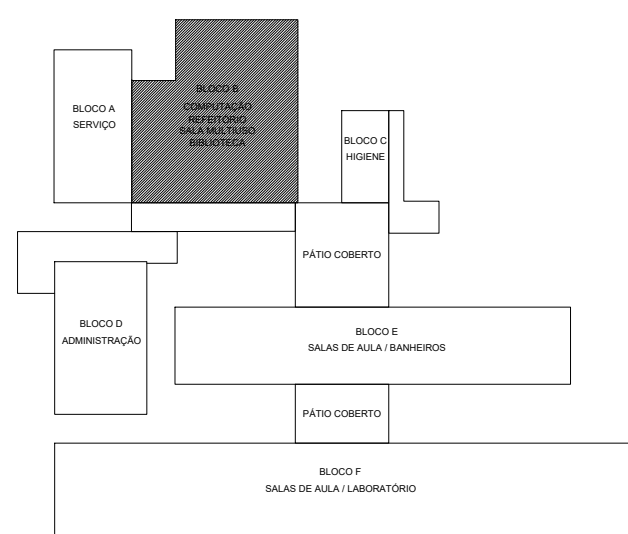 BLOCO A
SERVIÇO
BLOCO B
COMPUTAÇÃO
REFEITÓRIO
SALA MULTIUSO
BIBLIOTECA
BLOCO C
HIGIENE
PÁTIO COBERTO
BLOCO D
ADMINISTRAÇÃO
BLOCO E
SALAS DE AULA / BANHEIROS
PÁTIO COBERTO
BLOCO F
SALAS DE AULA / LABORATÓRIO